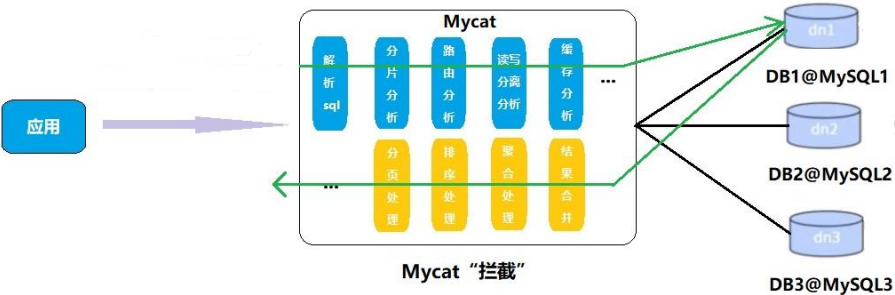 Mycat
应用
解析sql
分片分析
路由分析
读写分离分析
缓存分析
...
...
分页处理
排序处理
聚合处理
结果合并
dn1
DB1@MySQL1
dn2
DB2@MySQL2
dn3
DB3@MySQL3
Mycat“拦截”